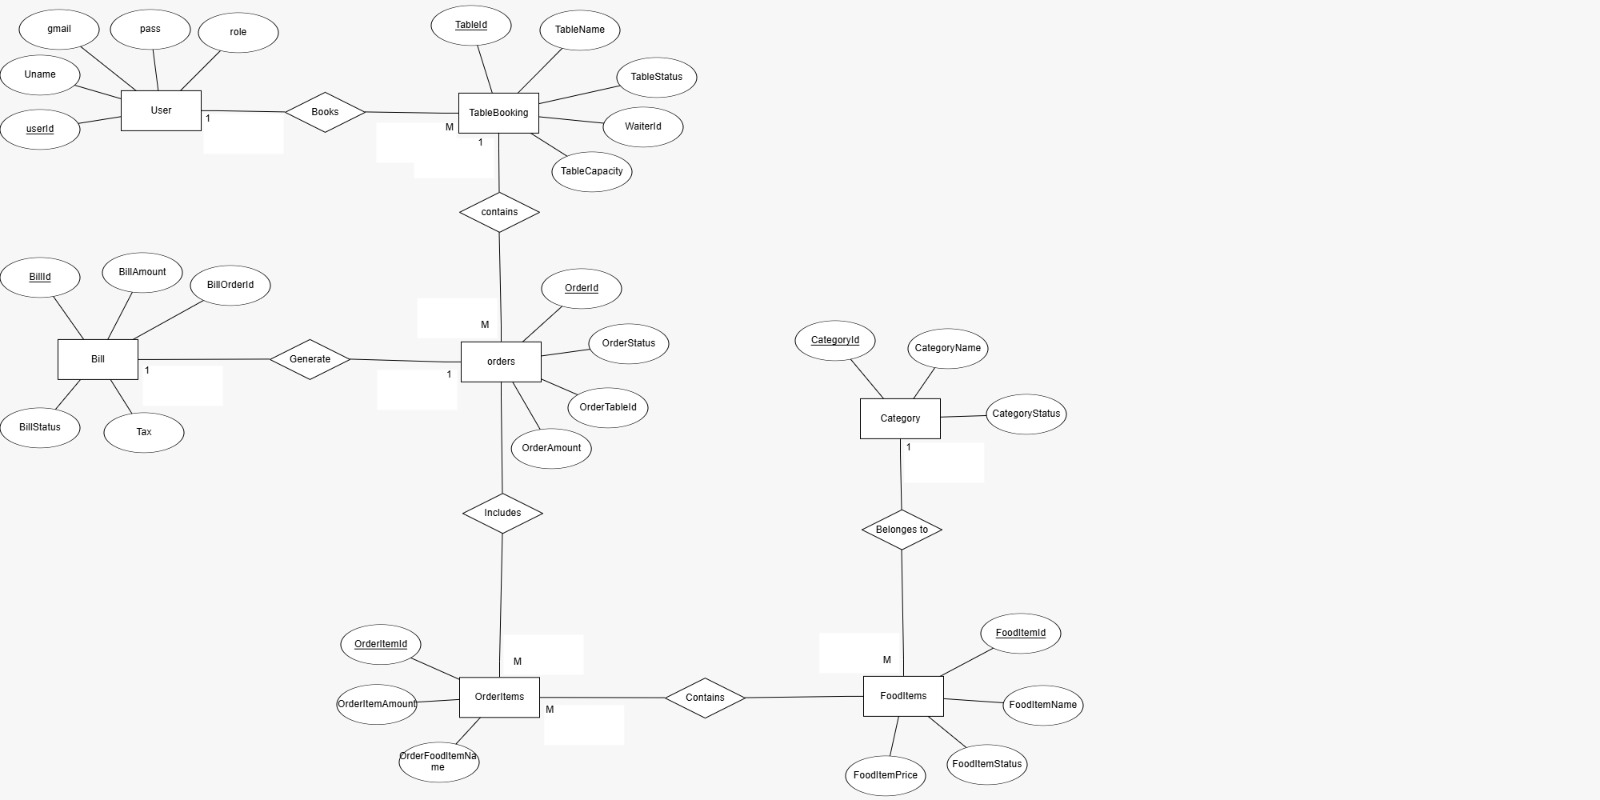 gmail
pass
role
Uname
userId
User
1
Books
M
TableId
TableName
TableStatus
TableBooking
WaiterId
TableCapacity
1
contains
M
BillId
BillAmount
BillOrderId
Bill
1
BillStatus
Tax
Generate
1
orders
OrderId
OrderStatus
OrderTableId
OrderAmount
Includes
CategoryId
CategoryName
Category
CategoryStatus
1
Belonges to
M
OrderItemId
M
OrderItemAmount
OrderItems
M
OrderFoodItemNa
me
Contains
FoodItems
FoodItemId
FoodItemName
FoodItemStatus
FoodItemPrice